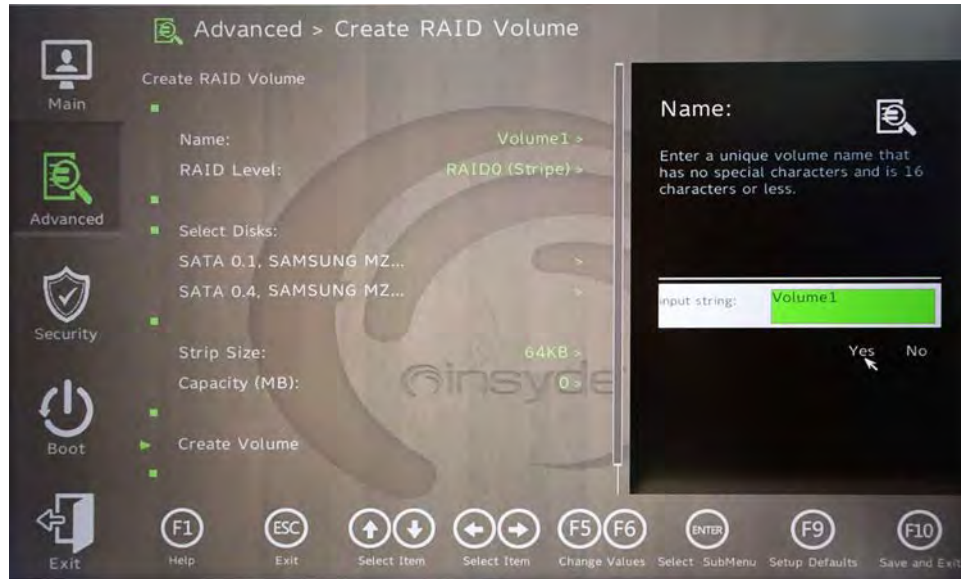 Advanced > Create RAID Volume
Main
Advanced
Security
Boot
Exit
Create RAID Volume
Name: Volume1 >
RAID Level: RAID0 (Stripe) >
Select Disks:
SATA 0.1, SAMSUNG MZ... >
SATA 0.4, SAMSUNG MZ... >
Strip Size: 64KB >
Capacity (MB): 0 >
Create Volume
insyde
Name:
Enter a unique volume name that
has no special characters and is 16
characters or less.
input string: Volume1
Yes No
F1 ESC F5 F6 ENTER F9 F10
Help Exit Select Item Select Item Change Values Select SubMenu Setup Defaults Save and Exit